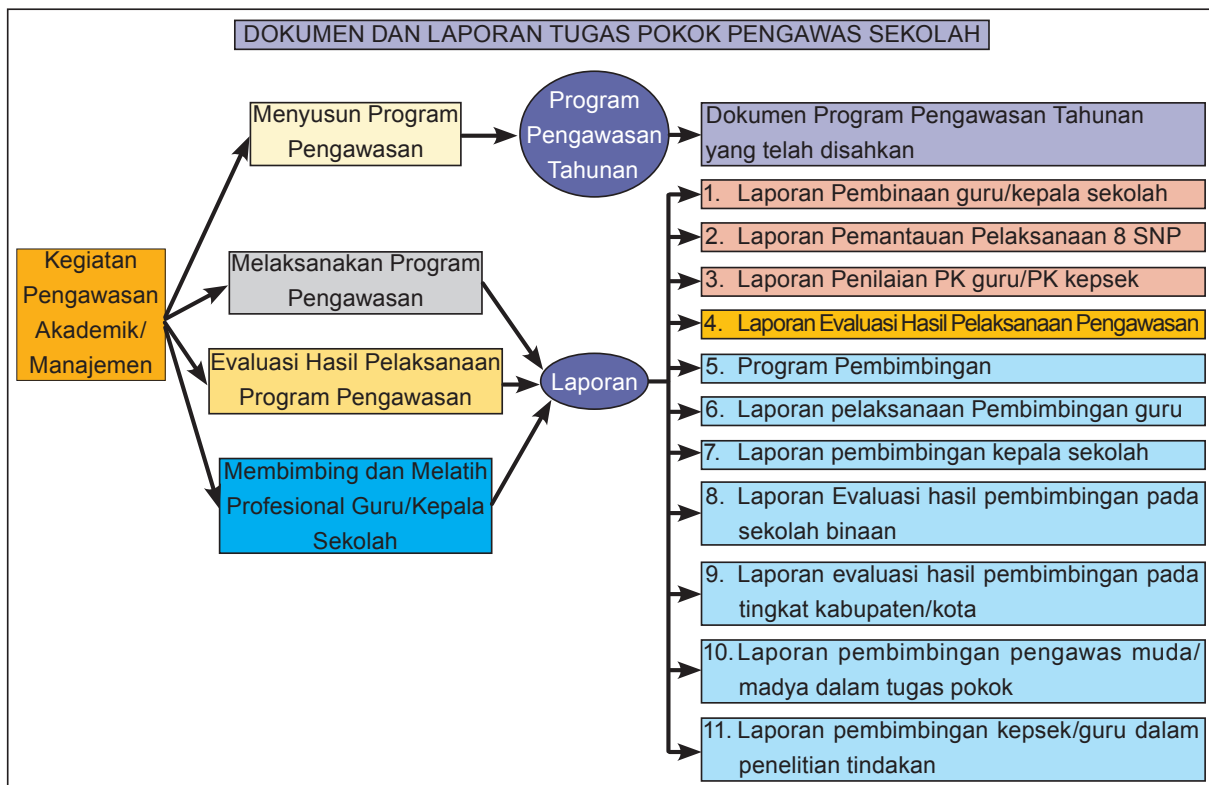 DOKUMEN DAN LAPORAN TUGAS POKOK PENGAWAS SEKOLAH
Kegiatan
Pengawasan
Akademik/
Manajemen
Menyusun Program
Pengawasan
Melaksanakan Program
Pengawasan
Evaluasi Hasil Pelaksanaan
Program Pengawasan
Membimbing dan Melatih
Profesional Guru/Kepala
Sekolah
Program
Pengawasan
Tahunan
Laporan
Dokumen Program Pengawasan Tahunan
yang telah disahkan
1. Laporan Pembinaan guru/kepala sekolah
2. Laporan Pemantauan Pelaksanaan 8 SNP
3. Laporan Penilaian PK guru/PK kepsek
4. Laporan Evaluasi Hasil Pelaksanaan Pengawasan
5. Program Pembimbingan
6. Laporan pelaksanaan Pembimbingan guru
7. Laporan pembimbingan kepala sekolah
8. Laporan Evaluasi hasil pembimbingan pada
sekolah binaan
9. Laporan evaluasi hasil pembimbingan pada
tingkat kabupaten/kota
10. Laporan pembimbingan pengawas muda/
madya dalam tugas pokok
11. Laporan pembimbingan kepsek/guru dalam
penelitian tindakan